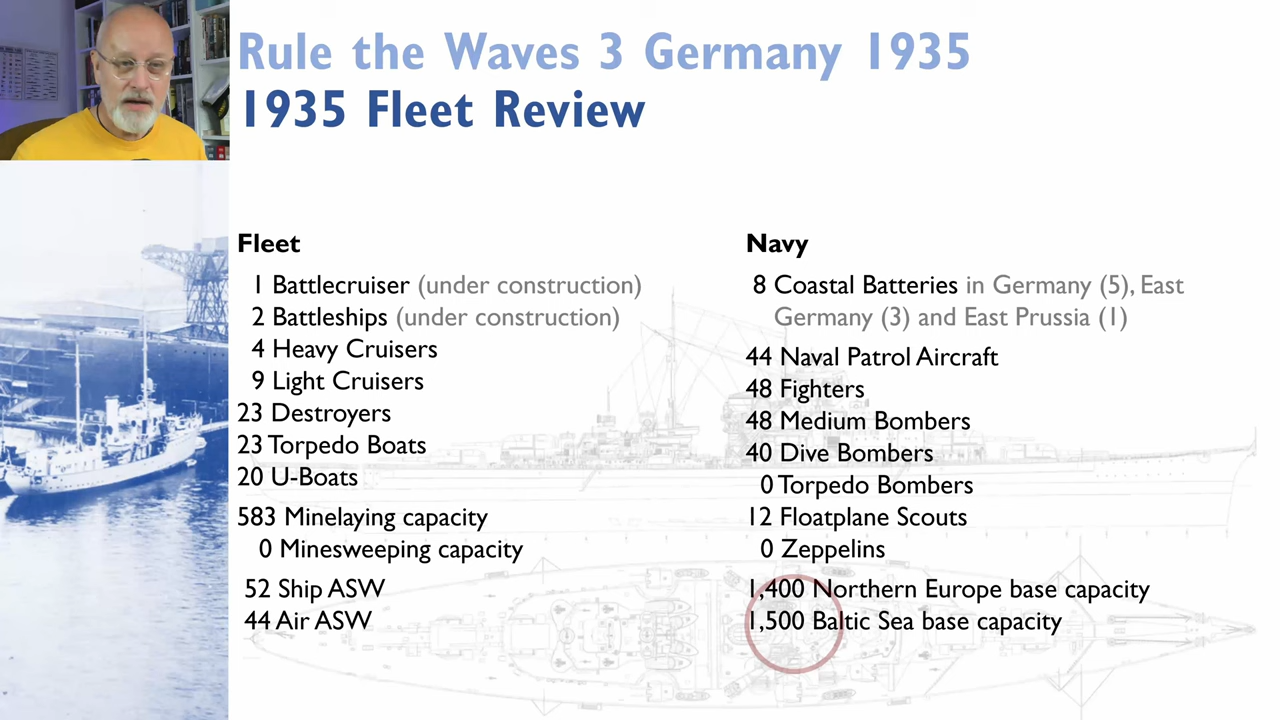 Rule the Waves 3 Germany 1935
1935 Fleet Review
Fleet
1 Battlecruiser (under construction)
2 Battleships (under construction)
4 Heavy Cruisers
9 Light Cruisers
23 Destroyers
23 Torpedo Boats
20 U-Boats
583 Minelaying capacity
0 Minesweeping capacity
52 Ship ASW
44 Air ASW
Navy
8 Coastal Batteries in Germany (5), East
Germany (3) and East Prussia (1)
44 Naval Patrol Aircraft
48 Fighters
48 Medium Bombers
40 Dive Bombers
0 Torpedo Bombers
12 Floatplane Scouts
0 Zeppelins
1,400 Northern Europe base capacity
1,500 Baltic Sea base capacity